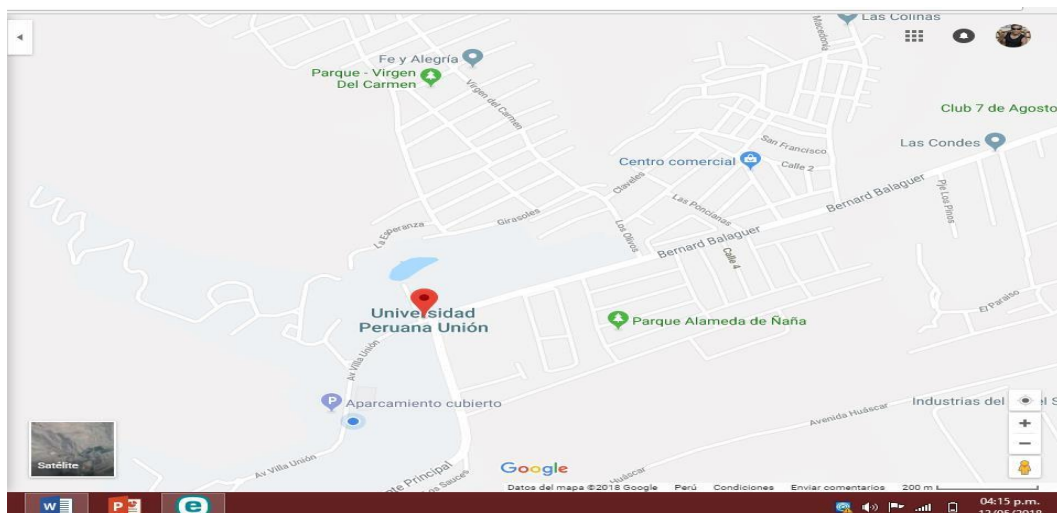 Las Colinas
Macedonia
Fe y Alegría
Parque - Virgen
Del Carmen
Virgen del Carmen
Club 7 de Agosto
San Francisco
Las Condes
Centro comercial
Calle 2
Claveles
Las Poncianas
Bernard Balaguer
Pje Los Pinos
Girasoles
La Esperanza
Los Olivos
Bernard Balaguer
Calle 4
El Paraíso
Universidad
Peruana Unión
Parque Alameda de Ñaña
Av Villa Unión
P Aparcamiento cubierto
Industrias del
Avenida Huáscar
Satélite
Av Villa Unión
Principal
Sauces
Google
Huáscar
Datos del mapa ©2018 Google Perú Condiciones Enviar comentarios 200 m
04:15 p.m.